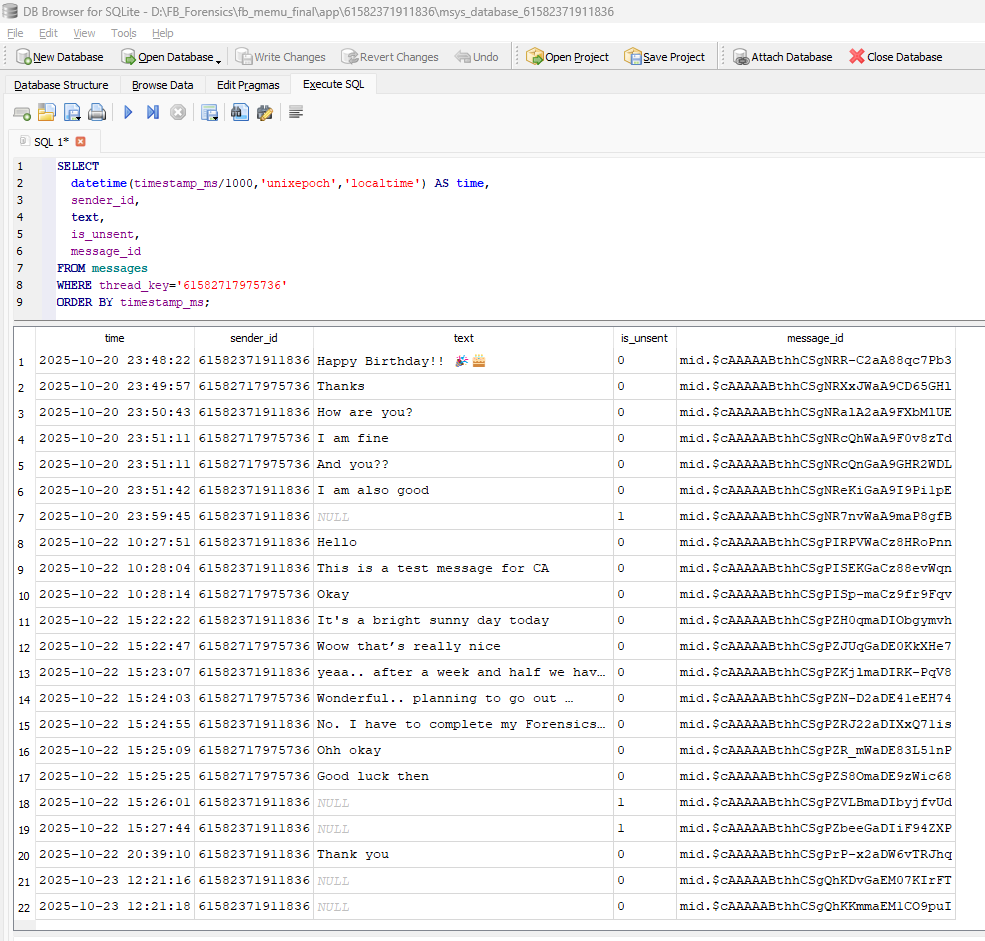 DB Browser for SQLite - D:\FB_Forensics\fb_memu_final\app\61582371911836\msys_database_61582371911836
File Edit View Tools Help
New Database Open Database Write Changes Revert Changes Undo Open Project Save Project Attach Database Close Database
Database Structure Browse Data Edit Pragmas Execute SQL
SQL 1*
1 SELECT
2 datetime(timestamp_ms/1000,'unixepoch','localtime') AS time,
3 sender_id,
4 text,
5 is_unsent,
6 message_id
7 FROM messages
8 WHERE thread_key='61582717975736'
9 ORDER BY timestamp_ms;
time sender_id text is_unsent message_id
1 2025-10-20 23:48:22 61582371911836 Happy Birthday!! 🎉🎂 0 mid.$cAAAAABthhCSgNRR-C2aA88qc7Pb3
2 2025-10-20 23:49:57 61582717975736 Thanks 0 mid.$cAAAAABthhCSgNRXxJWaA9CD65GHl
3 2025-10-20 23:50:43 61582371911836 How are you? 0 mid.$cAAAAABthhCSgNRalA2aA9FXbMlUE
4 2025-10-20 23:51:11 61582717975736 I am fine 0 mid.$cAAAAABthhCSgNRcQhWaA9F0v8zTd
5 2025-10-20 23:51:11 61582717975736 And you?? 0 mid.$cAAAAABthhCSgNRcQnGaA9GHR2WDL
6 2025-10-20 23:51:42 61582371911836 I am also good 0 mid.$cAAAAABthhCSgNReKiGaA9I9Pi1pE
7 2025-10-20 23:59:45 61582371911836 NULL 1 mid.$cAAAAABthhCSgNR7nvWaA9maP8gfB
8 2025-10-22 10:27:51 61582717975736 Hello 0 mid.$cAAAAABthhCSgPIRPVWaCz8HRoPnn
9 2025-10-22 10:28:04 61582371911836 This is a test message for CA 0 mid.$cAAAAABthhCSgPISEKGaCz88evWqn
10 2025-10-22 10:28:14 61582717975736 Okay 0 mid.$cAAAAABthhCSgPISp-maCz9fr9Fqv
11 2025-10-22 15:22:22 61582371911836 It's a bright sunny day today 0 mid.$cAAAAABthhCSgPZH0qmaDIObgymvh
12 2025-10-22 15:22:47 61582717975736 Woow that’s really nice 0 mid.$cAAAAABthhCSgPZJUqGaDE0KkXHe7
13 2025-10-22 15:23:07 61582371911836 yeaa.. after a week and half we hav… 0 mid.$cAAAAABthhCSgPZKjlmaDIRK-PqV8
14 2025-10-22 15:24:03 61582717975736 Wonderful.. planning to go out … 0 mid.$cAAAAABthhCSgPZN-D2aDE4leEH74
15 2025-10-22 15:24:55 61582371911836 No. I have to complete my Forensics… 0 mid.$cAAAAABthhCSgPZRJ22aDIXxQ7lis
16 2025-10-22 15:25:09 61582717975736 Ohh okay 0 mid.$cAAAAABthhCSgPZR_mWaDE83L5lnP
17 2025-10-22 15:25:25 61582717975736 Good luck then 0 mid.$cAAAAABthhCSgPZS8OmaDE9zWic68
18 2025-10-22 15:26:01 61582371911836 NULL 1 mid.$cAAAAABthhCSgPZVLBmaDIbyjfvUd
19 2025-10-22 15:27:44 61582371911836 NULL 1 mid.$cAAAAABthhCSgPZbeeGaDIiF94ZXP
20 2025-10-22 20:39:10 61582371911836 Thank you 0 mid.$cAAAAABthhCSgPrP-x2aDW6vTRJhq
21 2025-10-23 12:21:16 61582371911836 NULL 0 mid.$cAAAAABthhCSgQhKDvGaEM07KIrFT
22 2025-10-23 12:21:18 61582371911836 NULL 0 mid.$cAAAAABthhCSgQhKKmmaEM1CO9puI